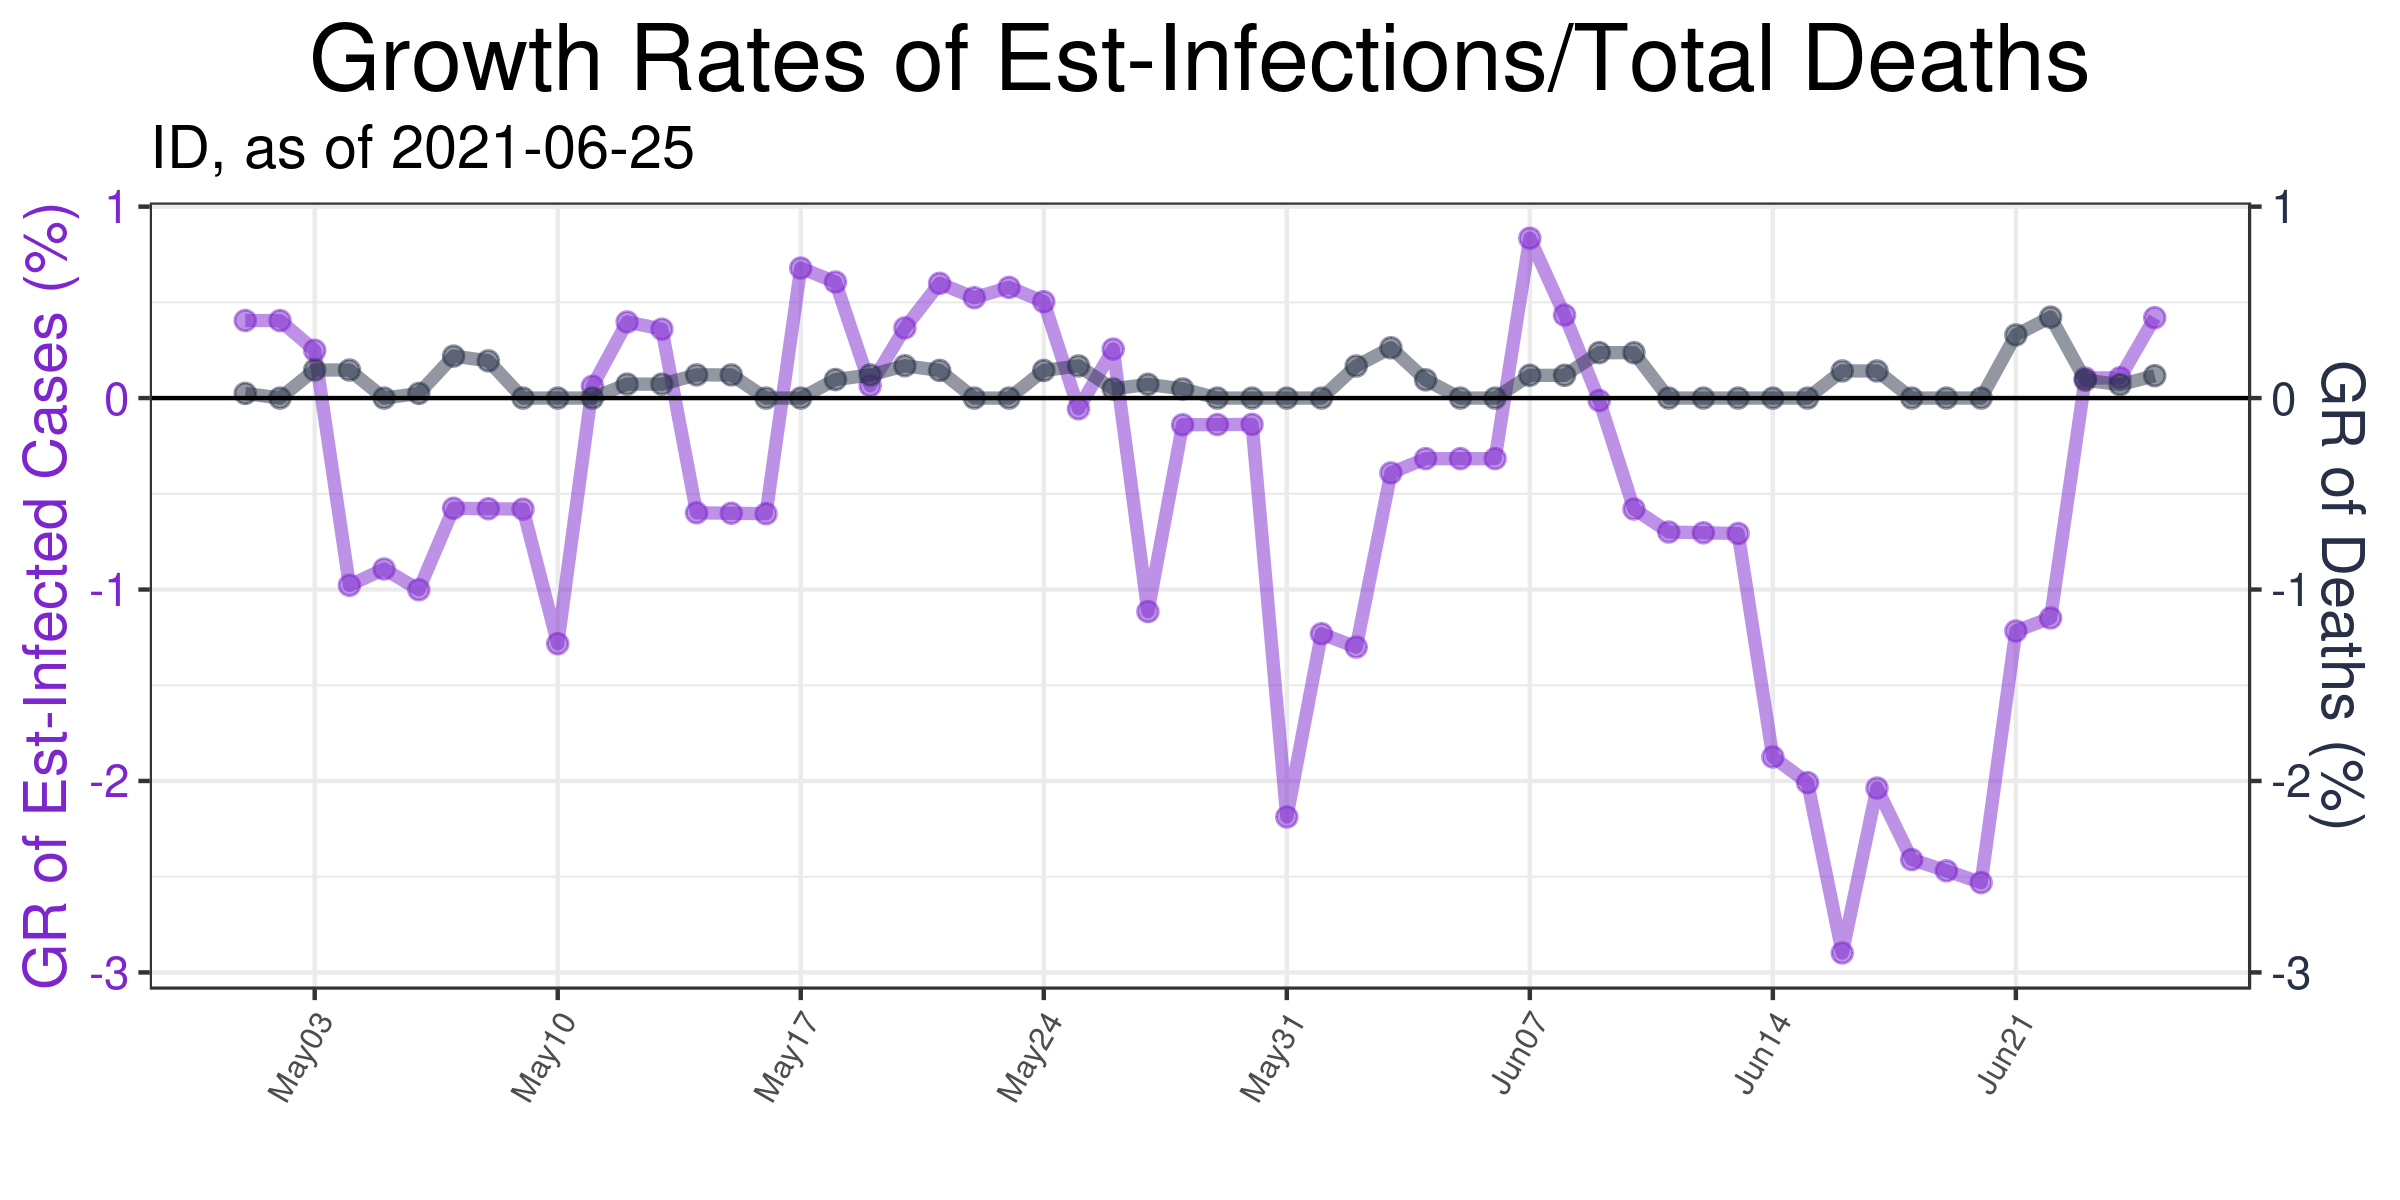 Growth Rates of Est-Infections/Total Deaths
ID, as of 2021-06-25
GR of Est-Infected Cases (%)
1
0
-1
-2
-3
1
0
-1
-2
-3
GR of Deaths (%)
May03
May10
May17
May24
May31
Jun07
Jun14
Jun21